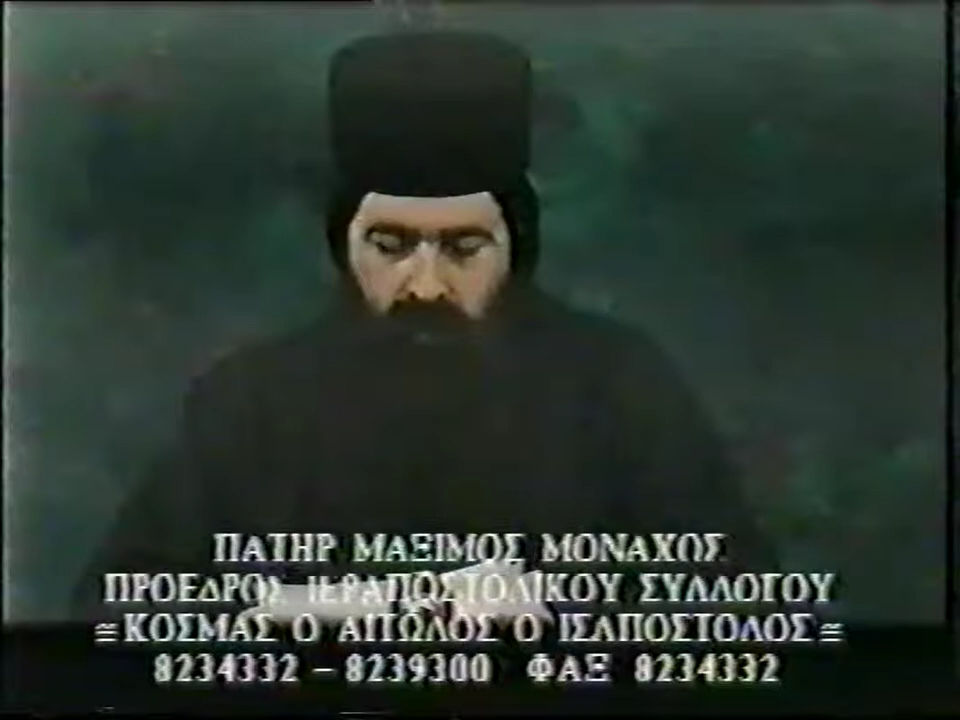 ΠΑΤΗΡ ΜΑΞΙΜΟΣ ΜΟΝΑΧΟΣ
ΠΡΟΕΔΡΟΣ ΙΕΡΑΠΟΣΤΟΛΙΚΟΥ ΣΥΛΛΟΓΟΥ
≅ΚΟΣΜΑΣ Ο ΑΙΤΩΛΟΣ Ο ΙΣΑΠΟΣΤΟΛΟΣ≅
8234332 – 8239300 ΦΑΞ 8234332